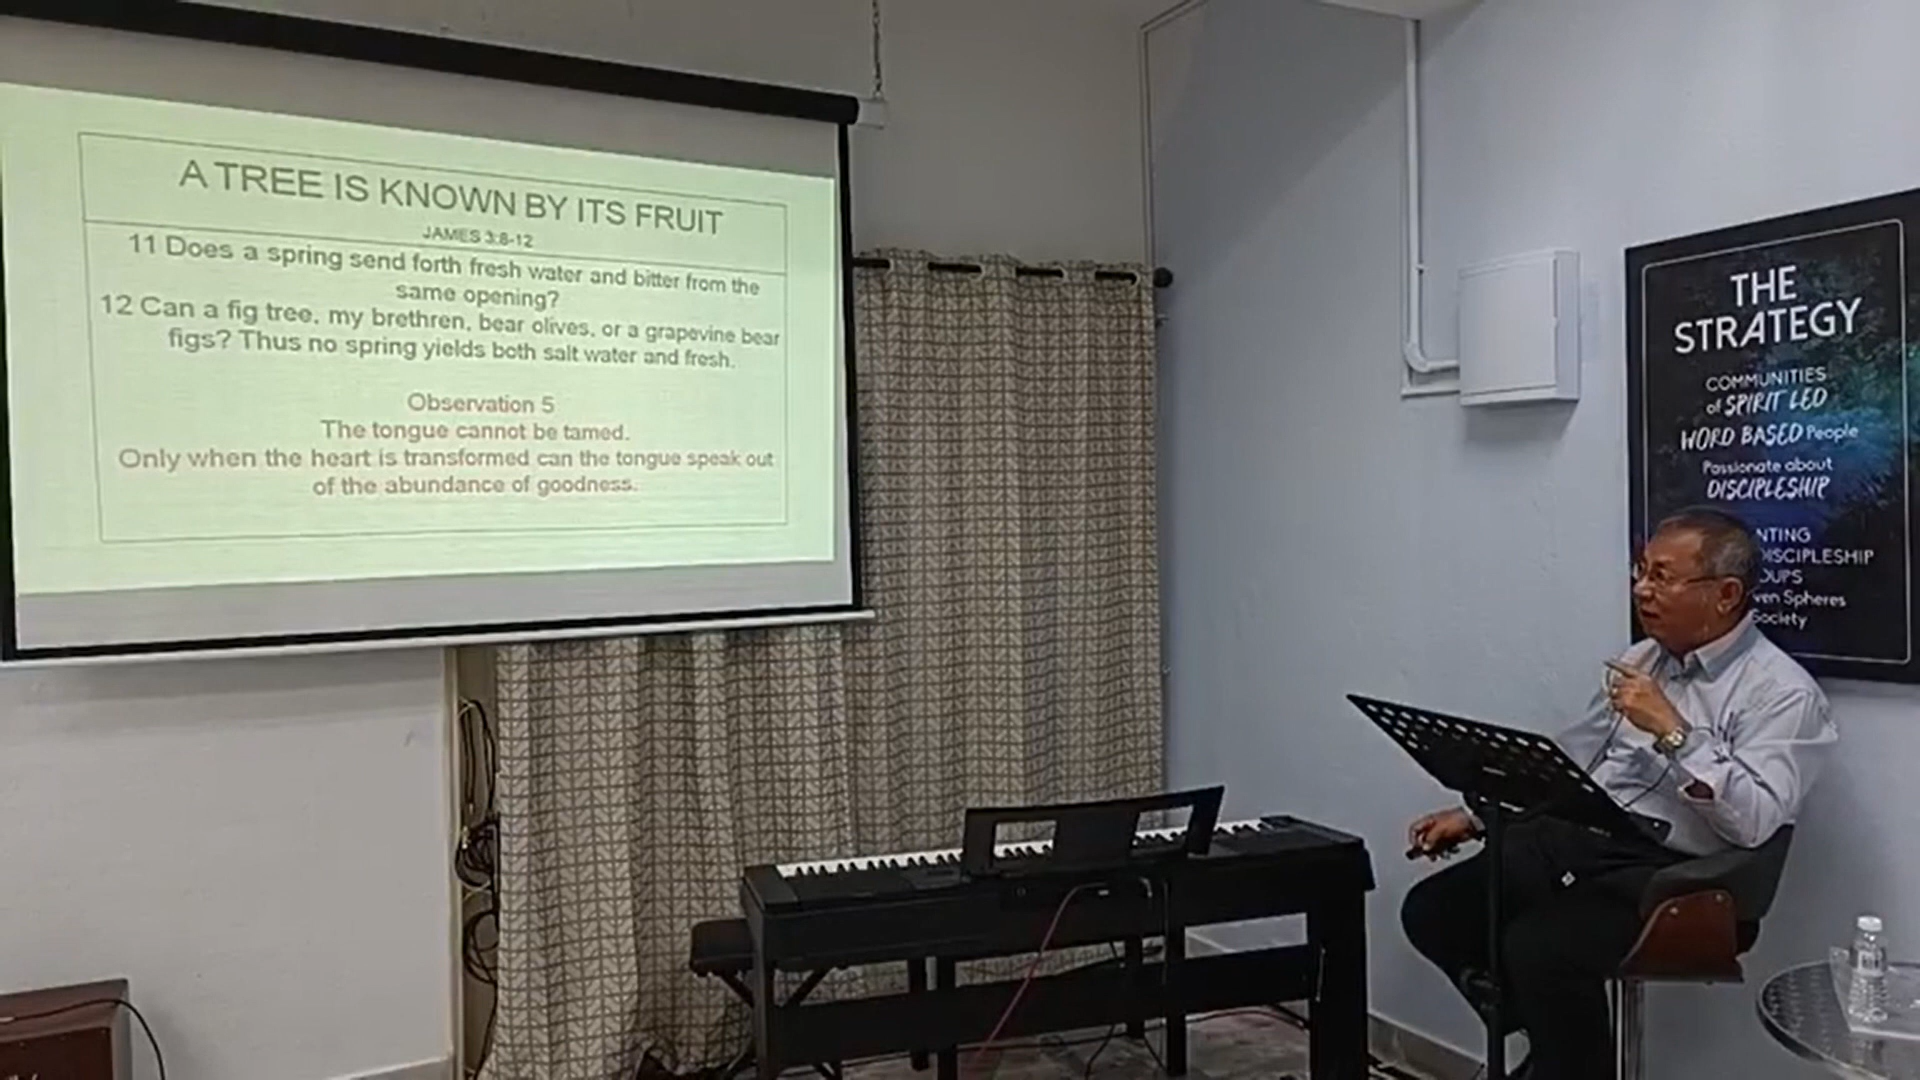 A TREE IS KNOWN BY ITS FRUIT
JAMES 3:8-12
11 Does a spring send forth fresh water and bitter from the
same opening?
12 Can a fig tree, my brethren, bear olives, or a grapevine bear
figs? Thus no spring yields both salt water and fresh.
Observation 5
The tongue cannot be tamed.
Only when the heart is transformed can the tongue speak out
of the abundance of goodness.
THE
STRATEGY
COMMUNITIES
of SPIRIT LED
WORD BASED People
Passionate about
DISCIPLESHIP
NTING
DISCIPLESHIP
OUPS
ven Spheres
Society